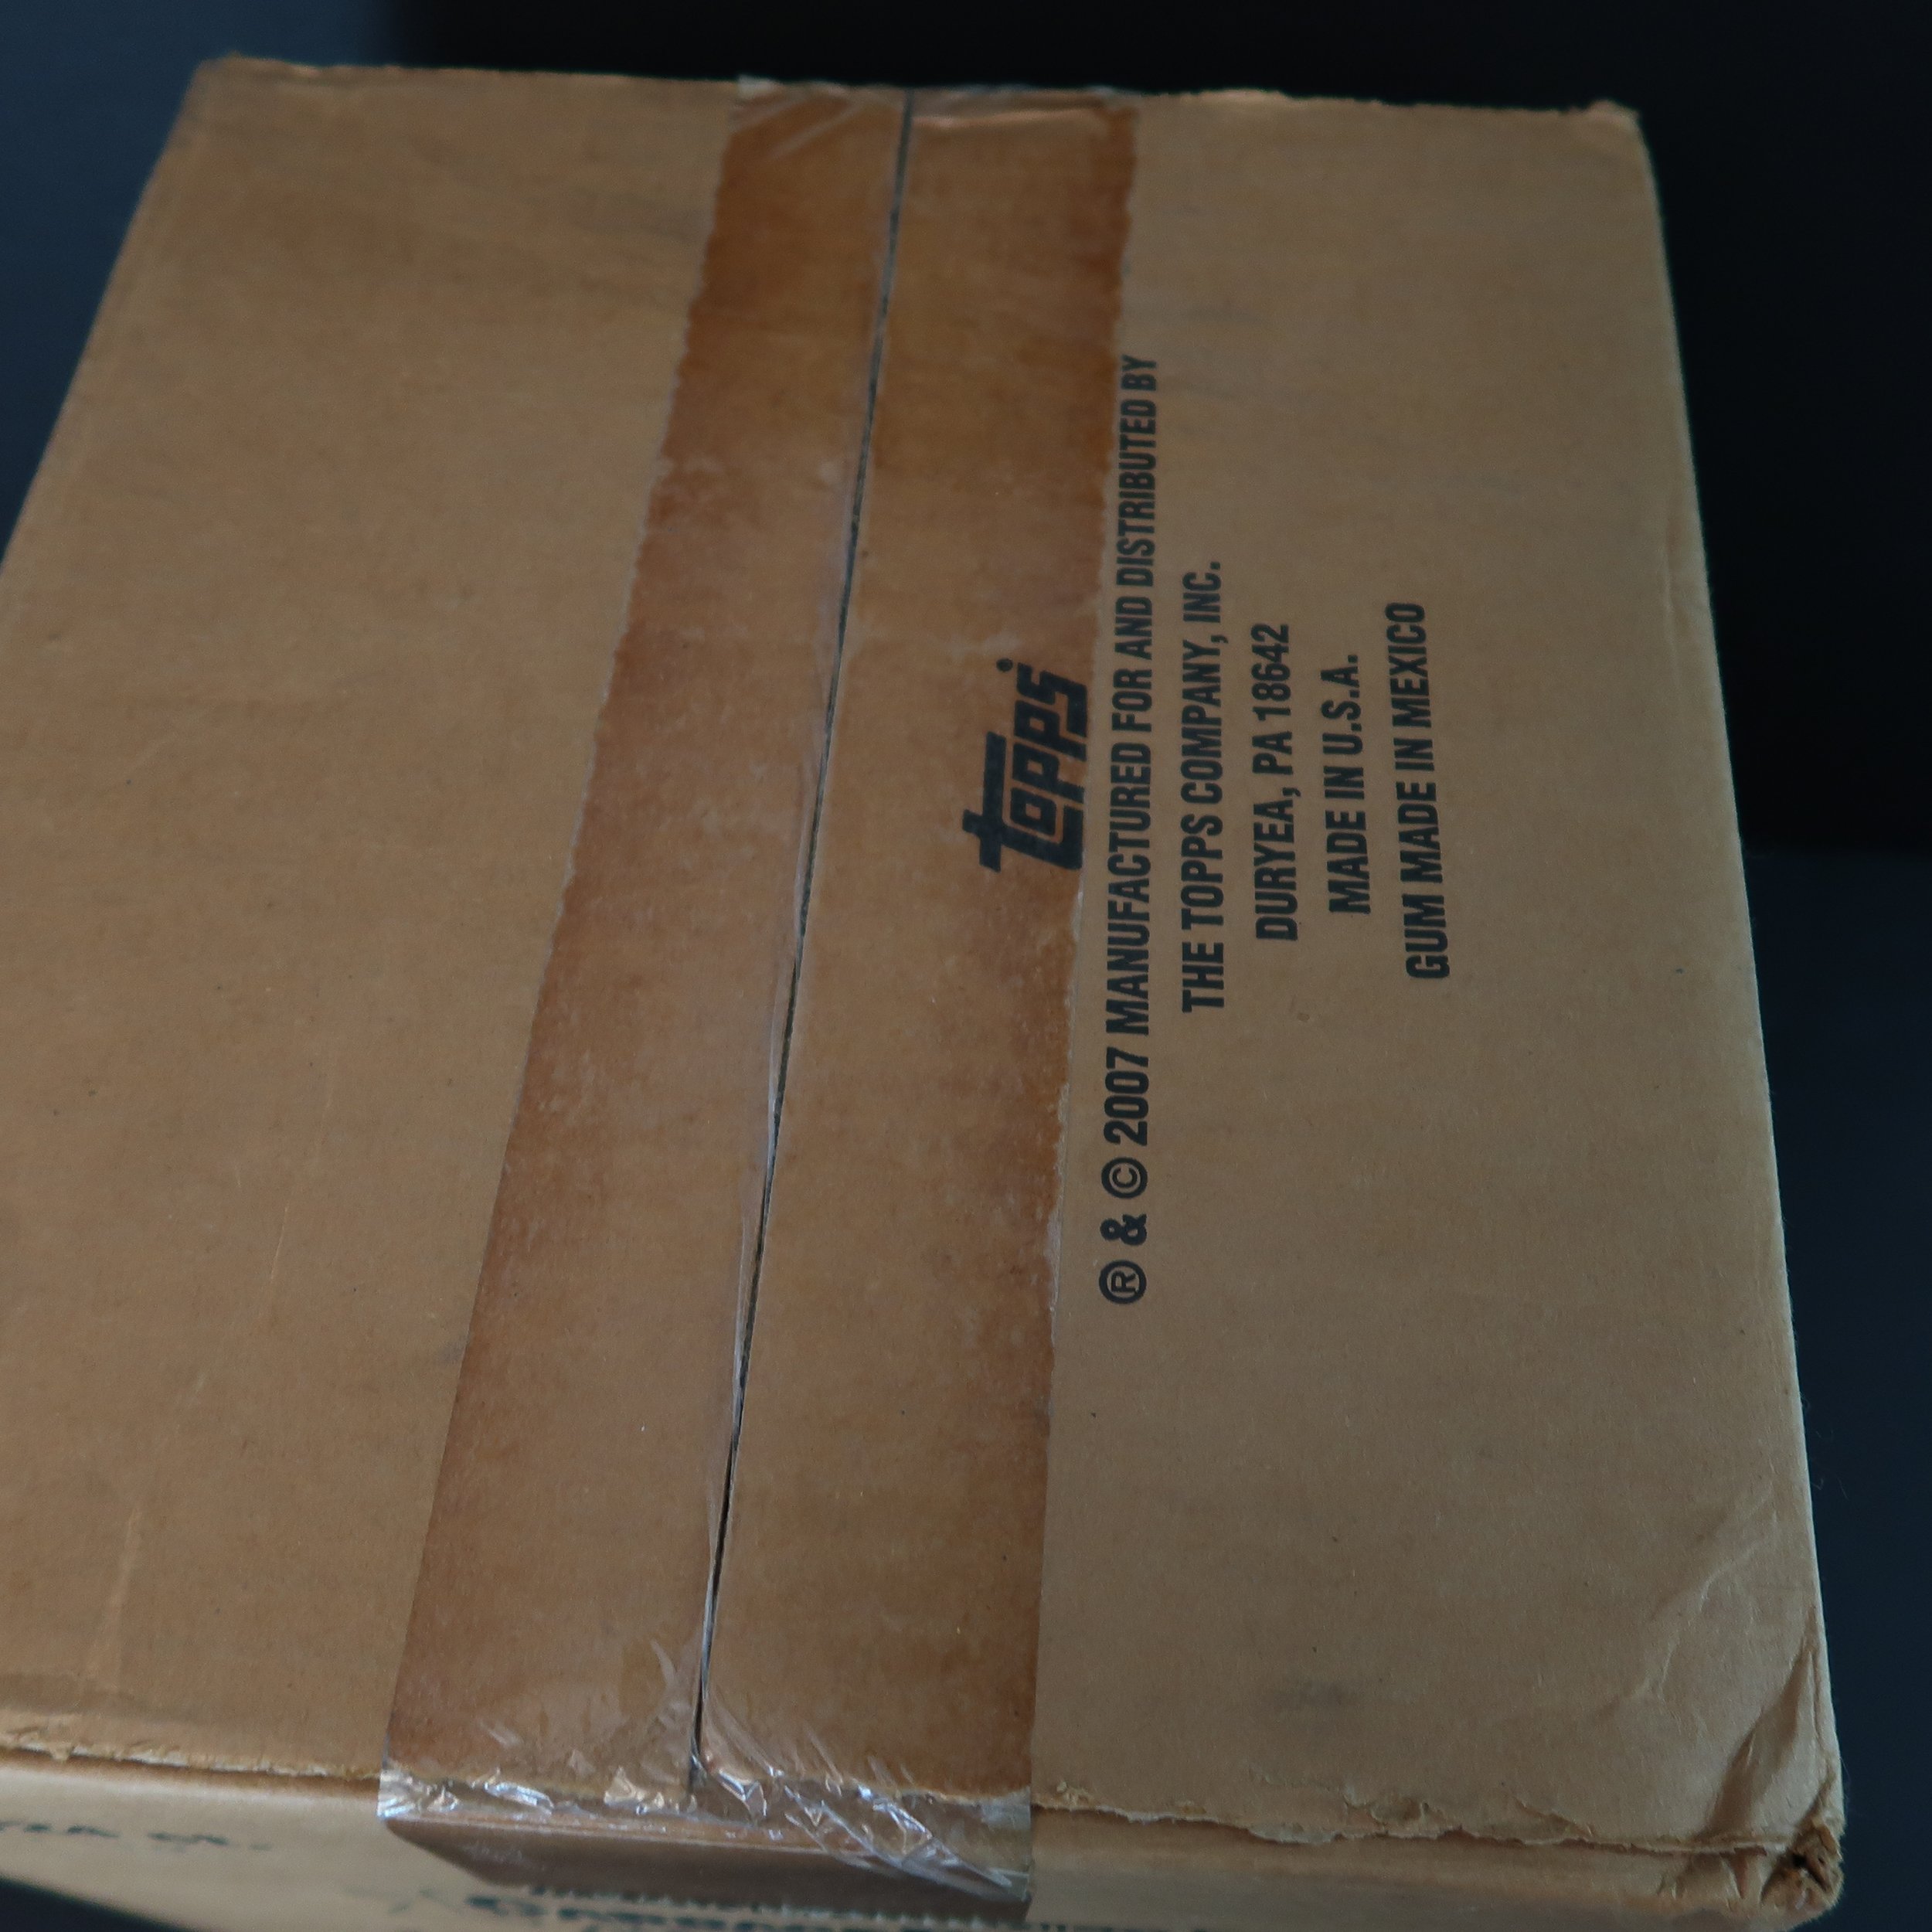 topps®
® & © 2007 MANUFACTURED FOR AND DISTRIBUTED BY
THE TOPPS COMPANY, INC.
DURYEA, PA 18642
MADE IN U.S.A.
GUM MADE IN MEXICO